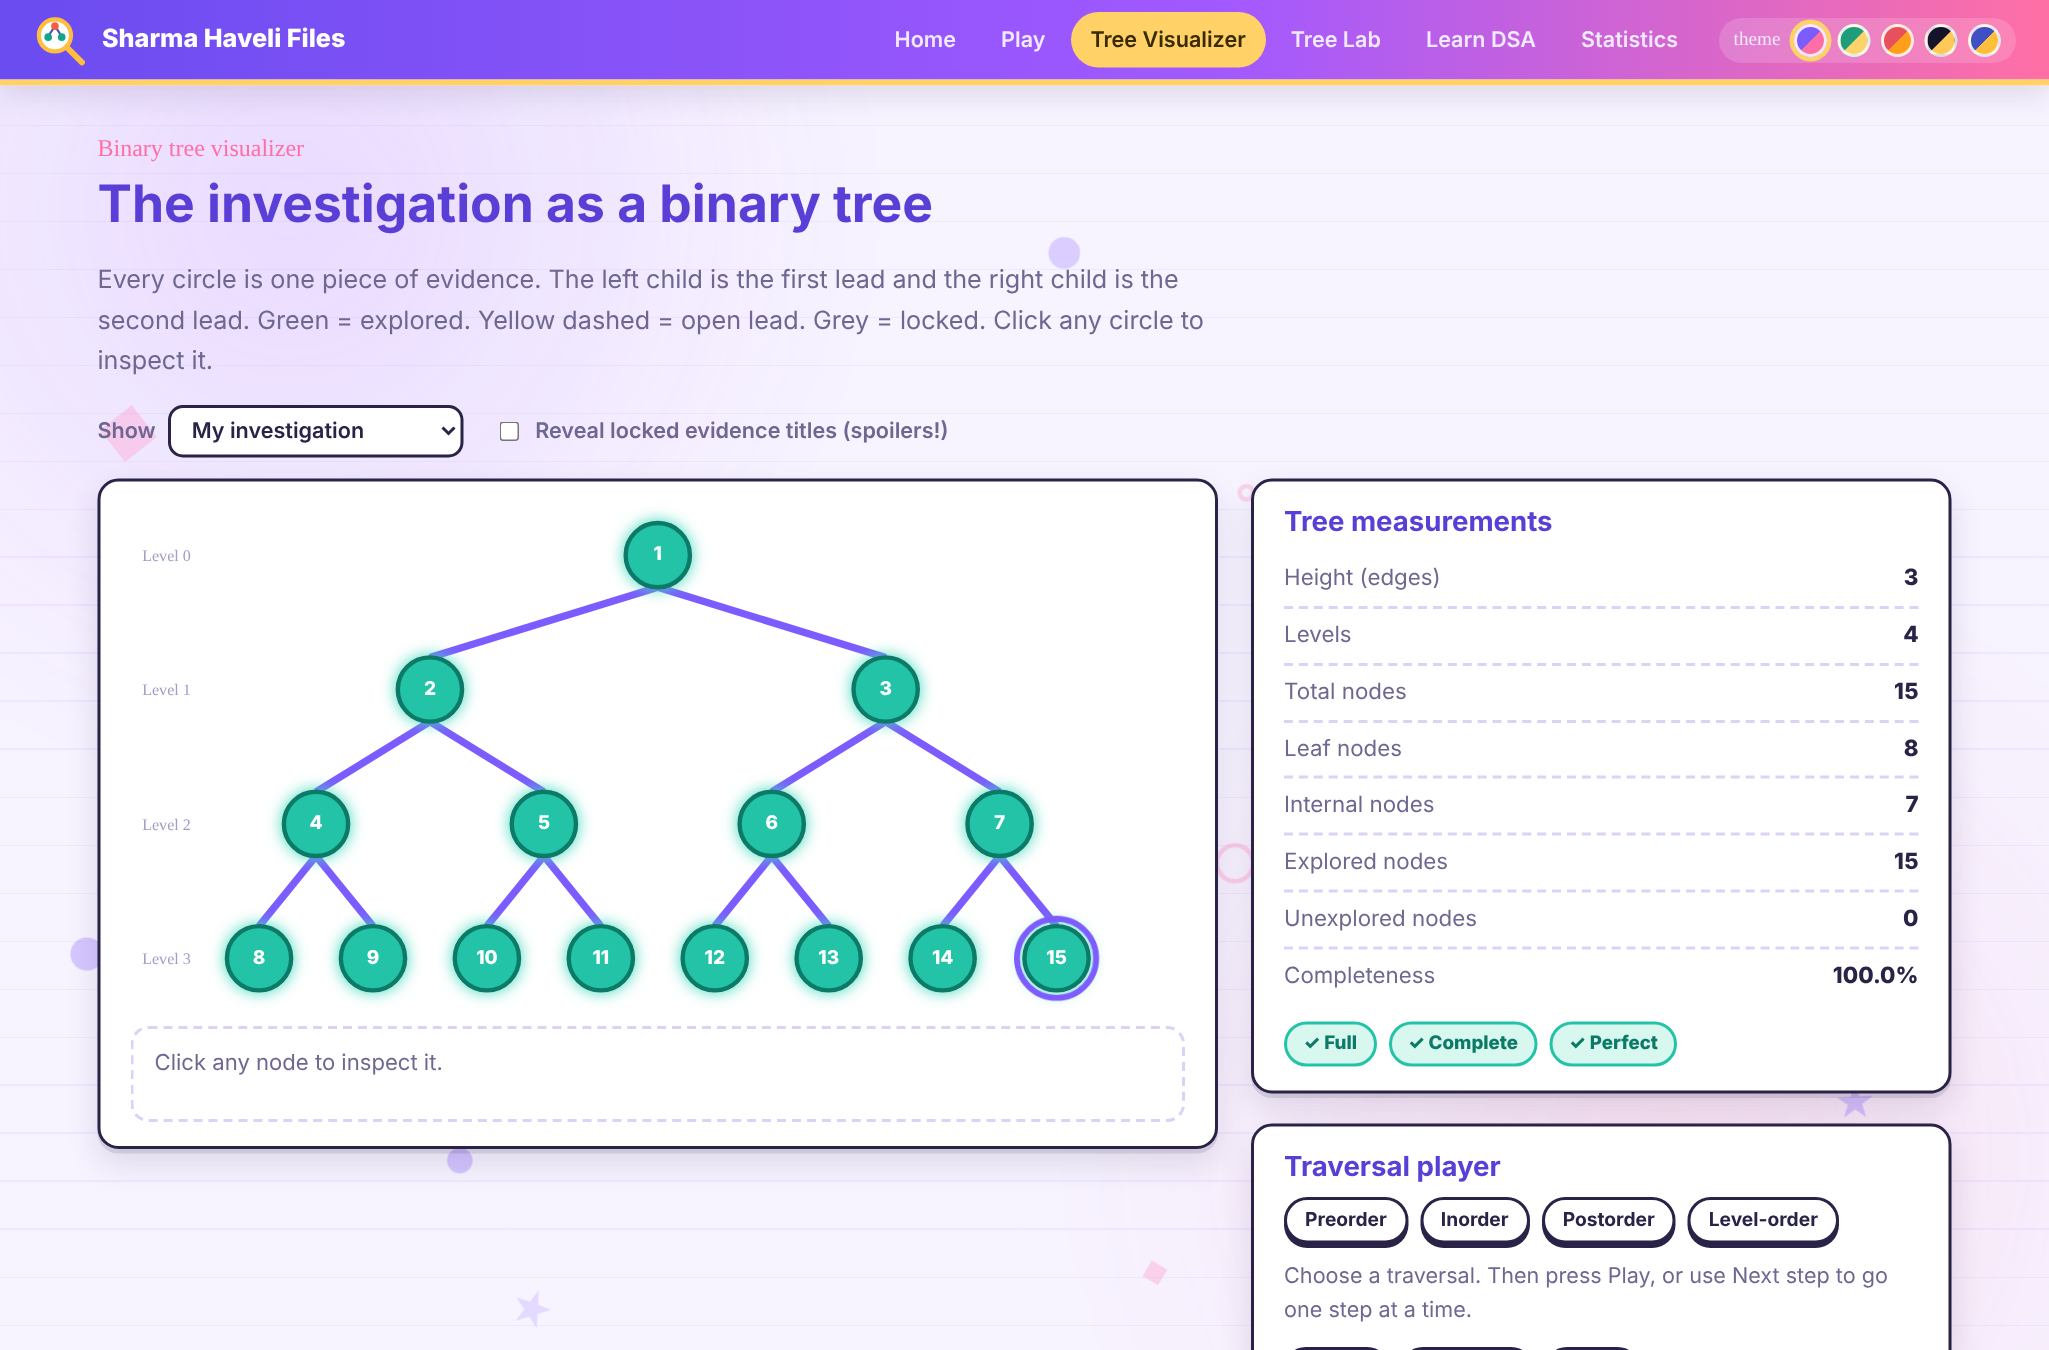 Sharma Haveli Files
Home
Play
Tree Visualizer
Tree Lab
Learn DSA
Statistics
theme
Binary tree visualizer
The investigation as a binary tree
Every circle is one piece of evidence. The left child is the first lead and the right child is the
second lead. Green = explored. Yellow dashed = open lead. Grey = locked. Click any circle to
inspect it.
Show
My investigation
Reveal locked evidence titles (spoilers!)
Level 0
1
Level 1
2
3
Level 2
4
5
6
7
Level 3
8
9
10
11
12
13
14
15
Click any node to inspect it.
Tree measurements
Height (edges) 3
Levels 4
Total nodes 15
Leaf nodes 8
Internal nodes 7
Explored nodes 15
Unexplored nodes 0
Completeness 100.0%
✓ Full
✓ Complete
✓ Perfect
Traversal player
Preorder
Inorder
Postorder
Level-order
Choose a traversal. Then press Play, or use Next step to go
one step at a time.